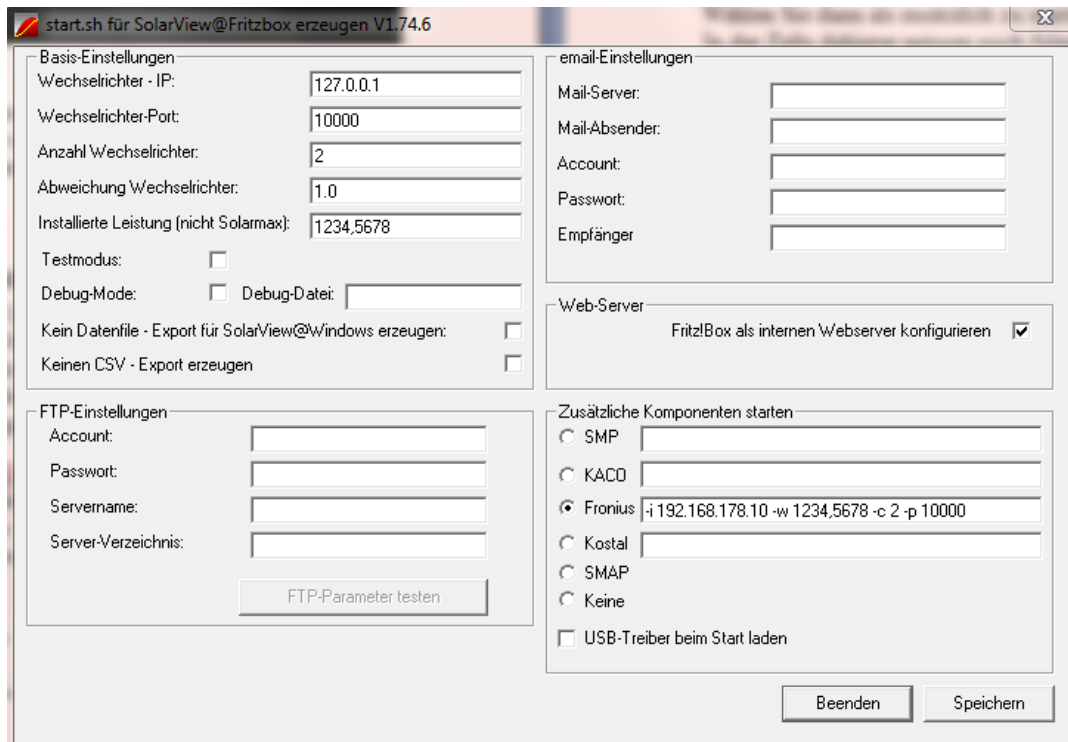 start.sh für SolarView@Fritzbox erzeugen V1.74.6
Basis-Einstellungen
Wechselrichter - IP: 127.0.0.1
Wechselrichter-Port: 10000
Anzahl Wechselrichter: 2
Abweichung Wechselrichter: 1.0
Installierte Leistung (nicht Solarmax): 1234,5678
Testmodus:
Debug-Mode: Debug-Datei:
Kein Datenfile - Export für SolarView@Windows erzeugen:
Keinen CSV - Export erzeugen
email-Einstellungen
Mail-Server:
Mail-Absender:
Account:
Passwort:
Empfänger
Web-Server
Fritz!Box als internen Webserver konfigurieren
FTP-Einstellungen
Account:
Passwort:
Servername:
Server-Verzeichnis:
FTP-Parameter testen
Zusätzliche Komponenten starten
SMP
KACO
Fronius -i 192.168.178.10 -w 1234,5678 -c 2 -p 10000
Kostal
SMAP
Keine
USB-Treiber beim Start laden
Beenden Speichern